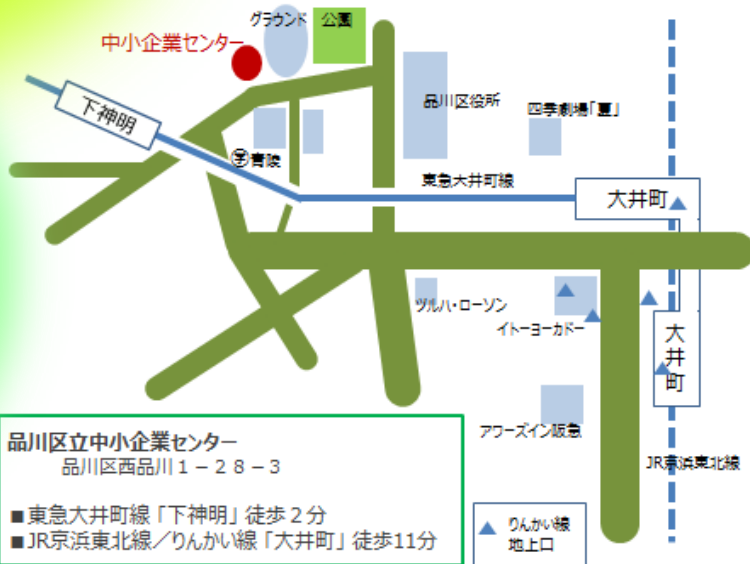 グラウンド
公園
中小企業センター
下神明
品川区役所
四季劇場「夏」
学青陵
東急大井町線
大井町
ツルハ・ローソン
イトーヨーカドー
大井町
アワーズイン阪急
JR京浜東北線
品川区立中小企業センター
品川区西品川1-28-3
■東急大井町線「下神明」徒歩2分
■JR京浜東北線/りんかい線「大井町」徒歩11分
りんかい線
地上口